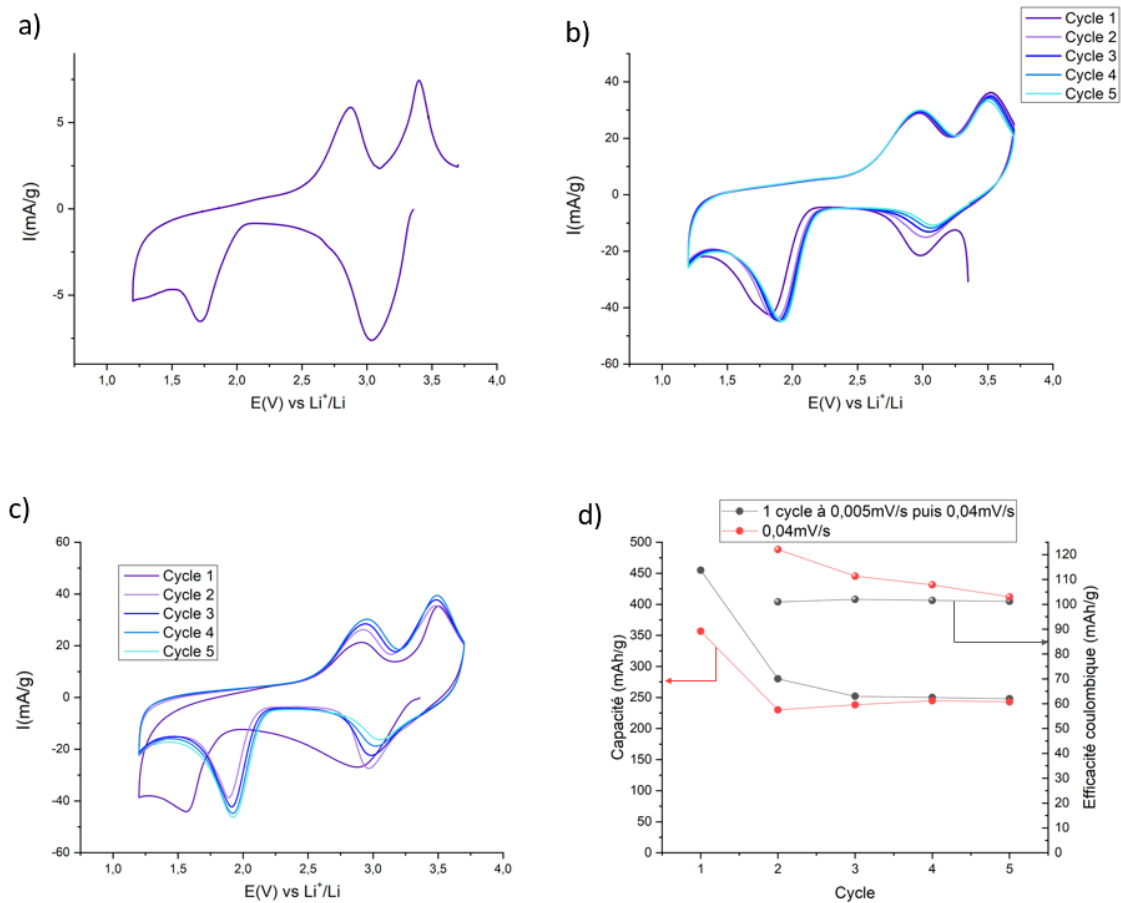 a)
5
0
-5
I(mA/g)
1,0 1,5 2,0 2,5 3,0 3,5 4,0
E(V) vs Li⁺/Li
b)
Cycle 1
Cycle 2
Cycle 3
Cycle 4
Cycle 5
40
20
0
-20
-40
-60
I(mA/g)
1,0 1,5 2,0 2,5 3,0 3,5 4,0
E(V) vs Li⁺/Li
c)
Cycle 1
Cycle 2
Cycle 3
Cycle 4
Cycle 5
60
40
20
0
-20
-40
-60
I(mA/g)
1,0 1,5 2,0 2,5 3,0 3,5 4,0
E(V) vs Li⁺/Li
d)
1 cycle à 0,005mV/s puis 0,04mV/s
0,04mV/s
500
450
400
350
300
250
200
150
100
50
0
Capacité (mAh/g)
120
110
100
90
80
70
60
50
40
30
20
10
0
Efficacité coulombique (mAh/g)
1 2 3 4 5
Cycle